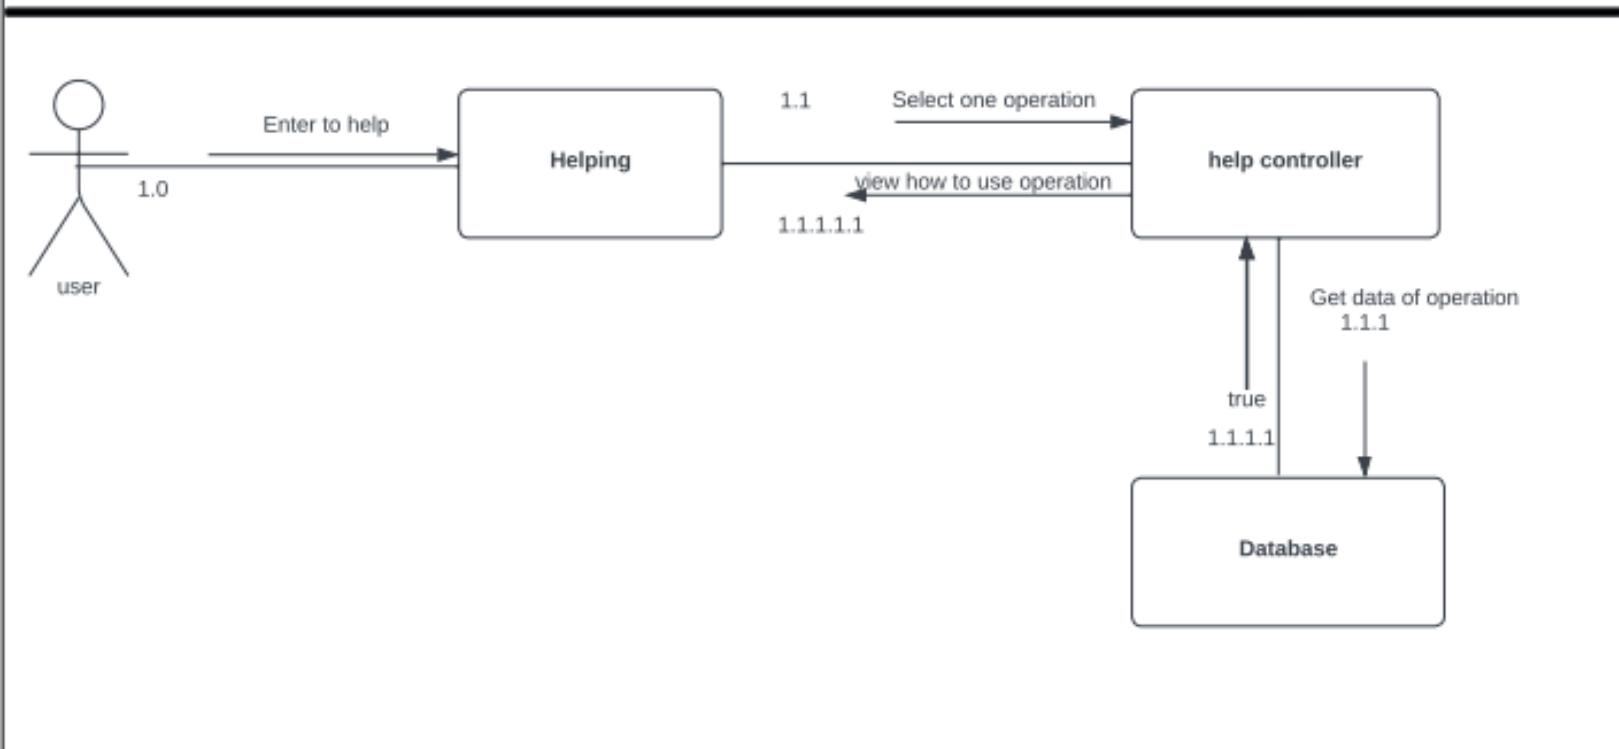 Enter to help
1.0
user
Helping
1.1
Select one operation
view how to use operation
1.1.1.1.1
help controller
Get data of operation
1.1.1
true
1.1.1.1
Database